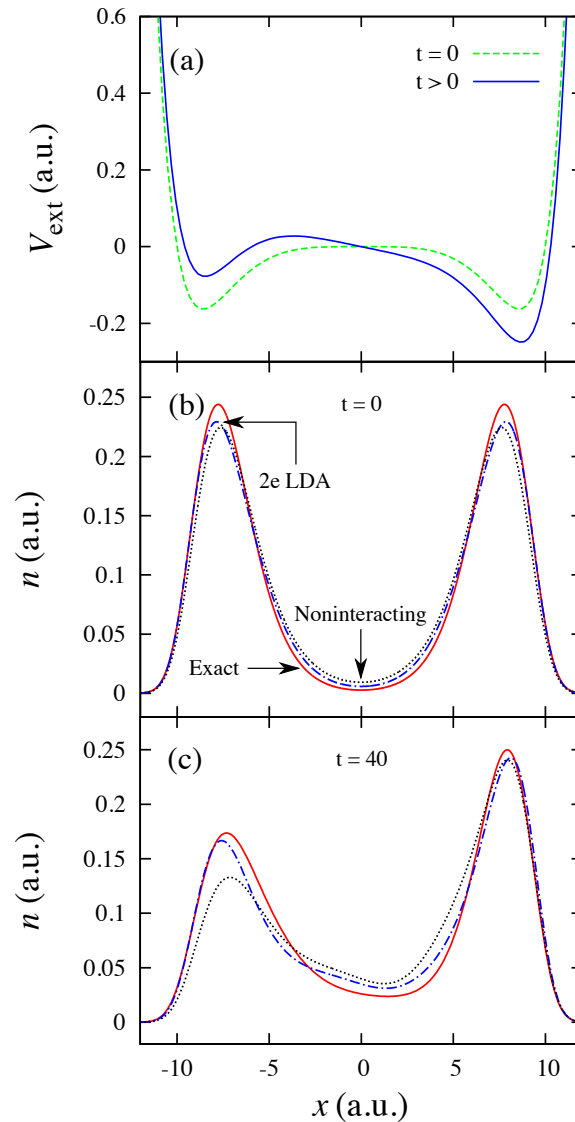 0.6
(a)
t = 0
t > 0
0.4
V_ext (a.u.)
0.2
0
-0.2
0.25
(b)
t = 0
0.2
2e LDA
0.15
n (a.u.)
Noninteracting
0.1
0.05
Exact
0
0.25
(c)
t = 40
0.2
0.15
n (a.u.)
0.1
0.05
0
-10 -5 0 5 10
x (a.u.)